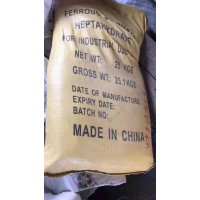 FERROUS
HEPTAHYDRATE
FOR INDUSTRIAL
NET WT: 25 KGS
GROSS WT: 25.1 KGS
DATE OF MANUFACTURE
EXPIRY DATE:
BATCH NO:
MADE IN CHINA